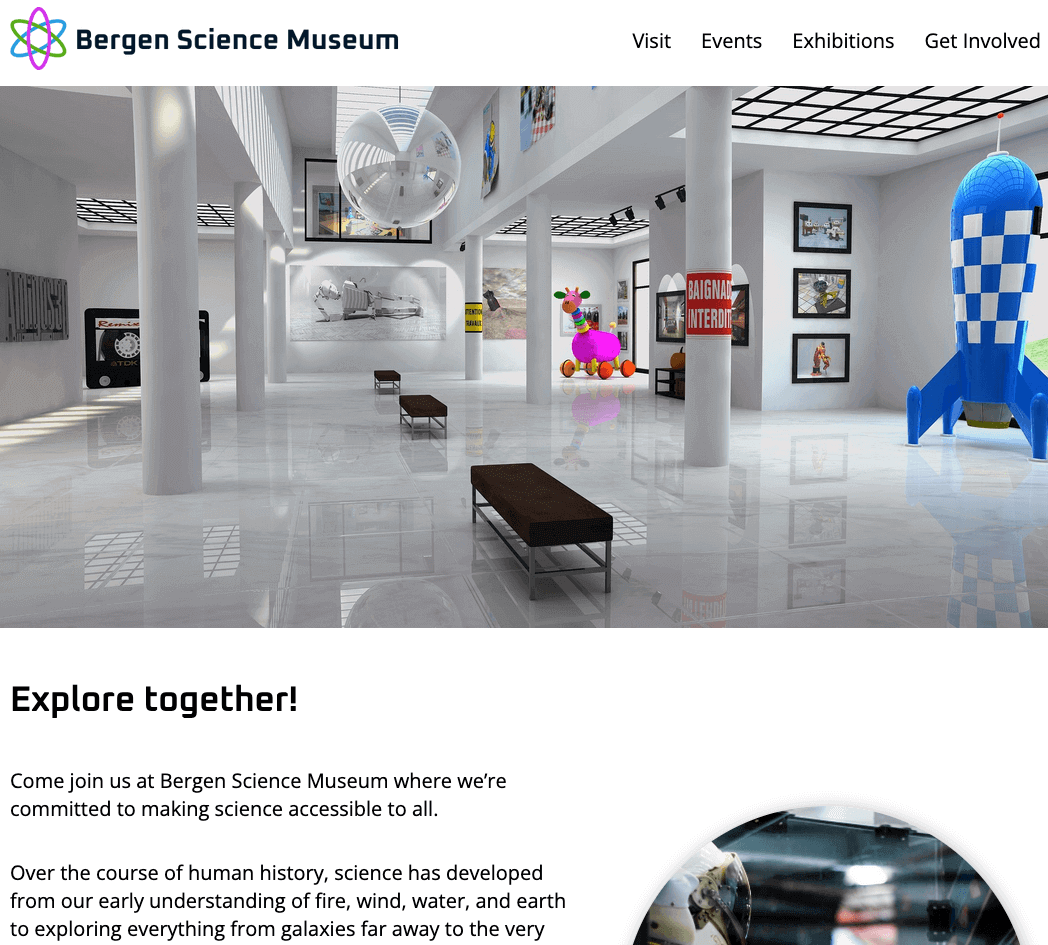 Bergen Science Museum
Visit Events Exhibitions Get Involved
Remix
TDK
BAIGNAD
INTERDIT
Explore together!
Come join us at Bergen Science Museum where we’re
committed to making science accessible to all.
Over the course of human history, science has developed
from our early understanding of fire, wind, water, and earth
to exploring everything from galaxies far away to the very